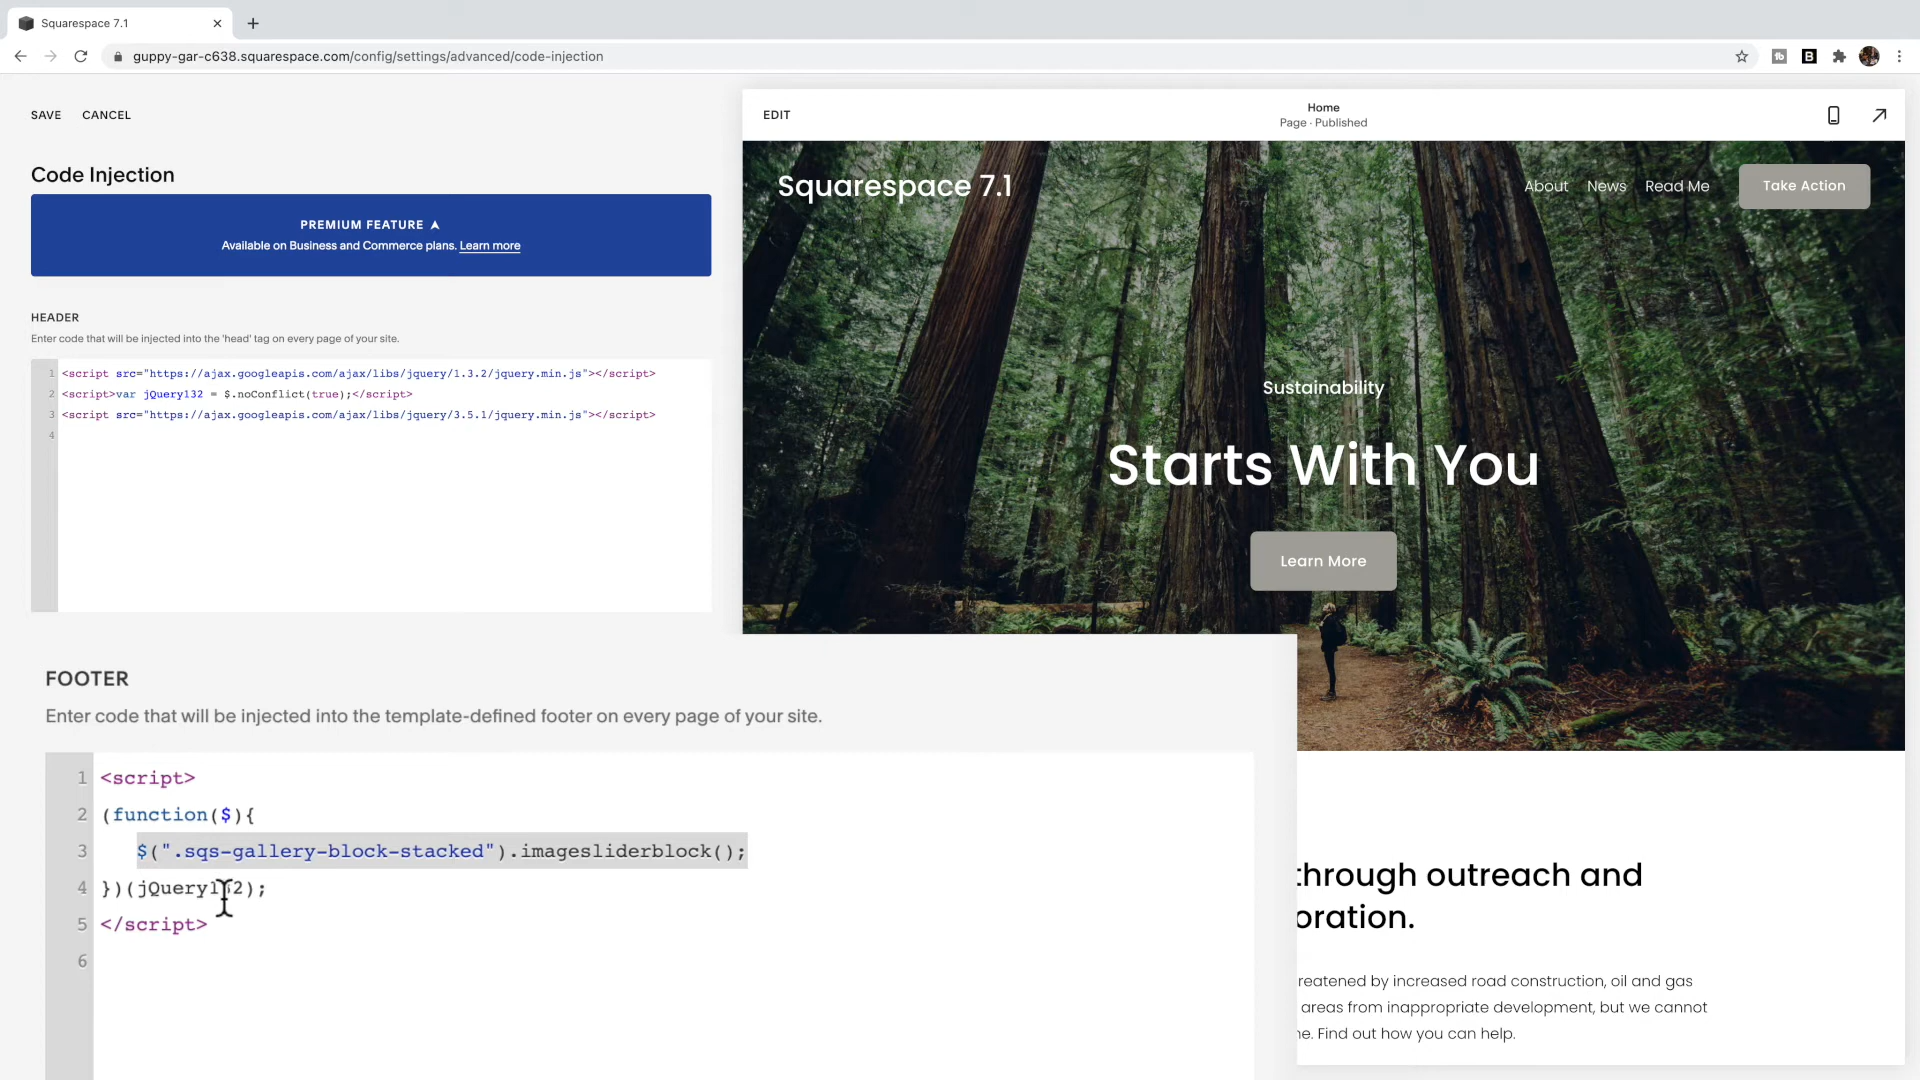 Squarespace 7.1
guppy-gar-c638.squarespace.com/config/settings/advanced/code-injection
SAVE CANCEL
Code Injection
PREMIUM FEATURE
Available on Business and Commerce plans. Learn more
HEADER
Enter code that will be injected into the 'head' tag on every page of your site.
1 <script src="https://ajax.googleapis.com/ajax/libs/jquery/1.3.2/jquery.min.js"></script>
2 <script>var jQuery132 = $.noConflict(true);</script>
3 <script src="https://ajax.googleapis.com/ajax/libs/jquery/3.5.1/jquery.min.js"></script>
4
EDIT
Home
Page · Published
Squarespace 7.1
About News Read Me Take Action
Sustainability
Starts With You
Learn More
FOOTER
Enter code that will be injected into the template-defined footer on every page of your site.
1 <script>
2 (function($){
3 $(".sqs-gallery-block-stacked").imagesliderblock();
4 })(jQuery132);
5 </script>
6
through outreach and
oration.
reatened by increased road construction, oil and gas
areas from inappropriate development, but we cannot
ne. Find out how you can help.